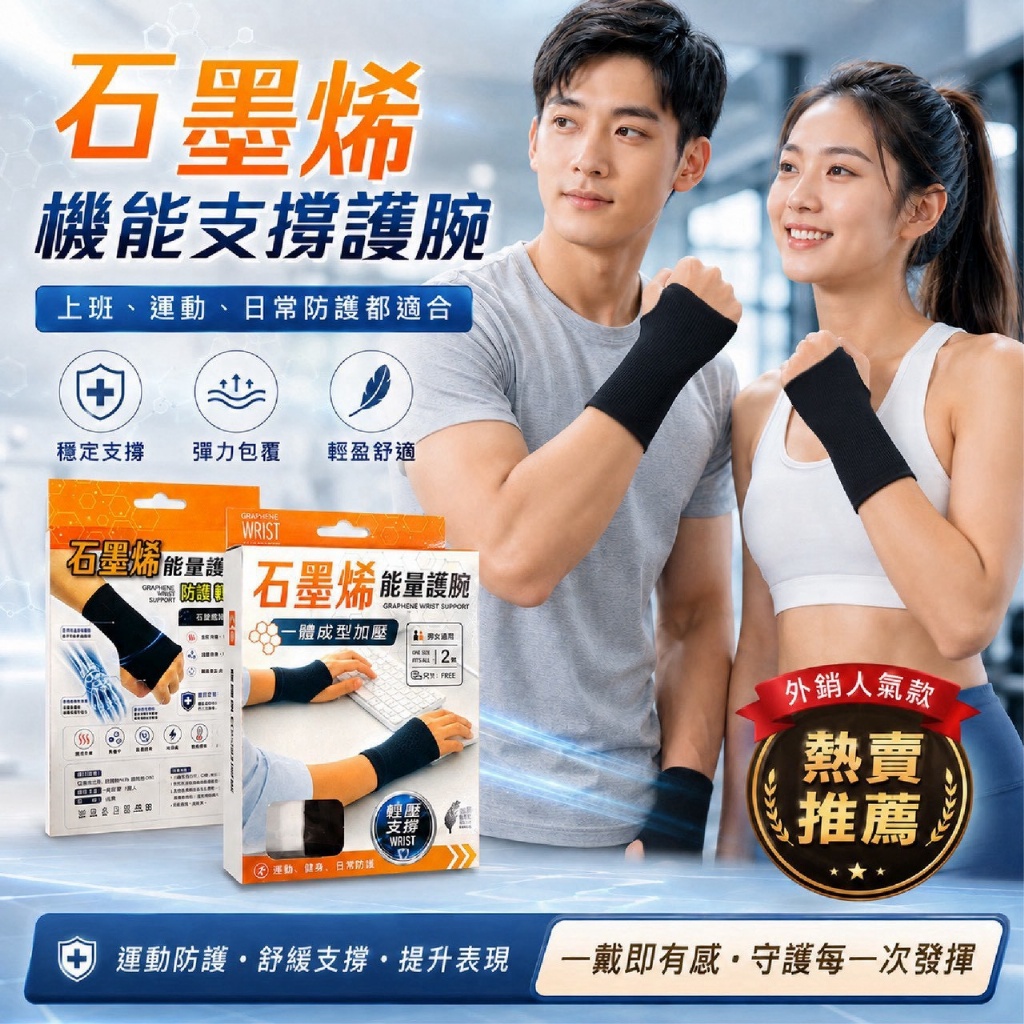 石墨烯
機能支撐護腕
上班、運動、日常防護都適合
穩定支撐
彈力包覆
輕盈舒適
石墨烯 能量護
GRAPHENE
WRIST
SUPPORT
防護
GRAPHENE
WRIST
石墨烯 能量護腕
GRAPHENE WRIST SUPPORT
一體成型加壓
男女適用
ONE SIZE
FITS ALL
2
FREE
輕壓
支撐
WRIST
運動、健身、日常防護
外銷人氣款
熱賣
推薦
運動防護・舒緩支撐・提升表現
一戴即有感・守護每一次發揮